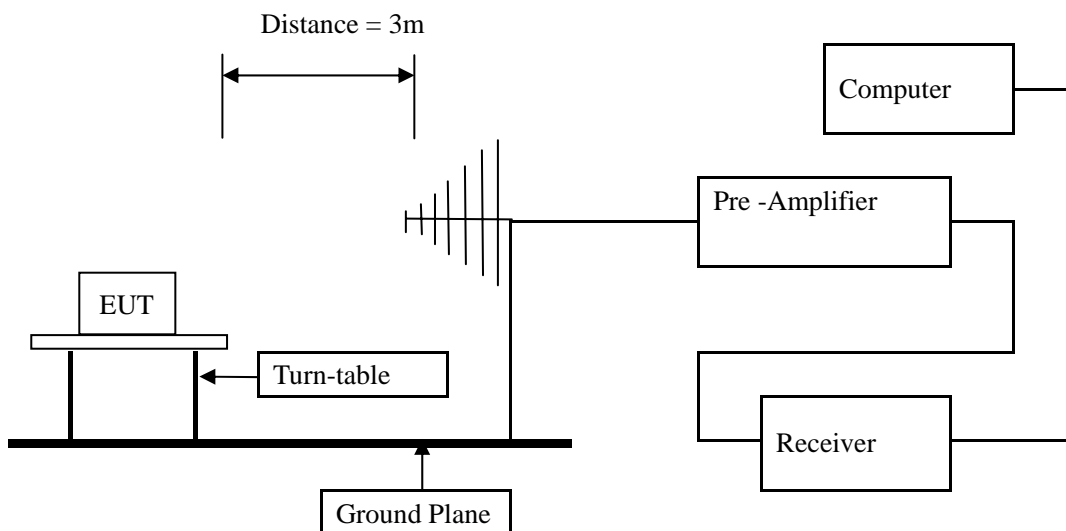 Distance = 3m
Computer
Pre -Amplifier
EUT
Turn-table
Receiver
Ground Plane